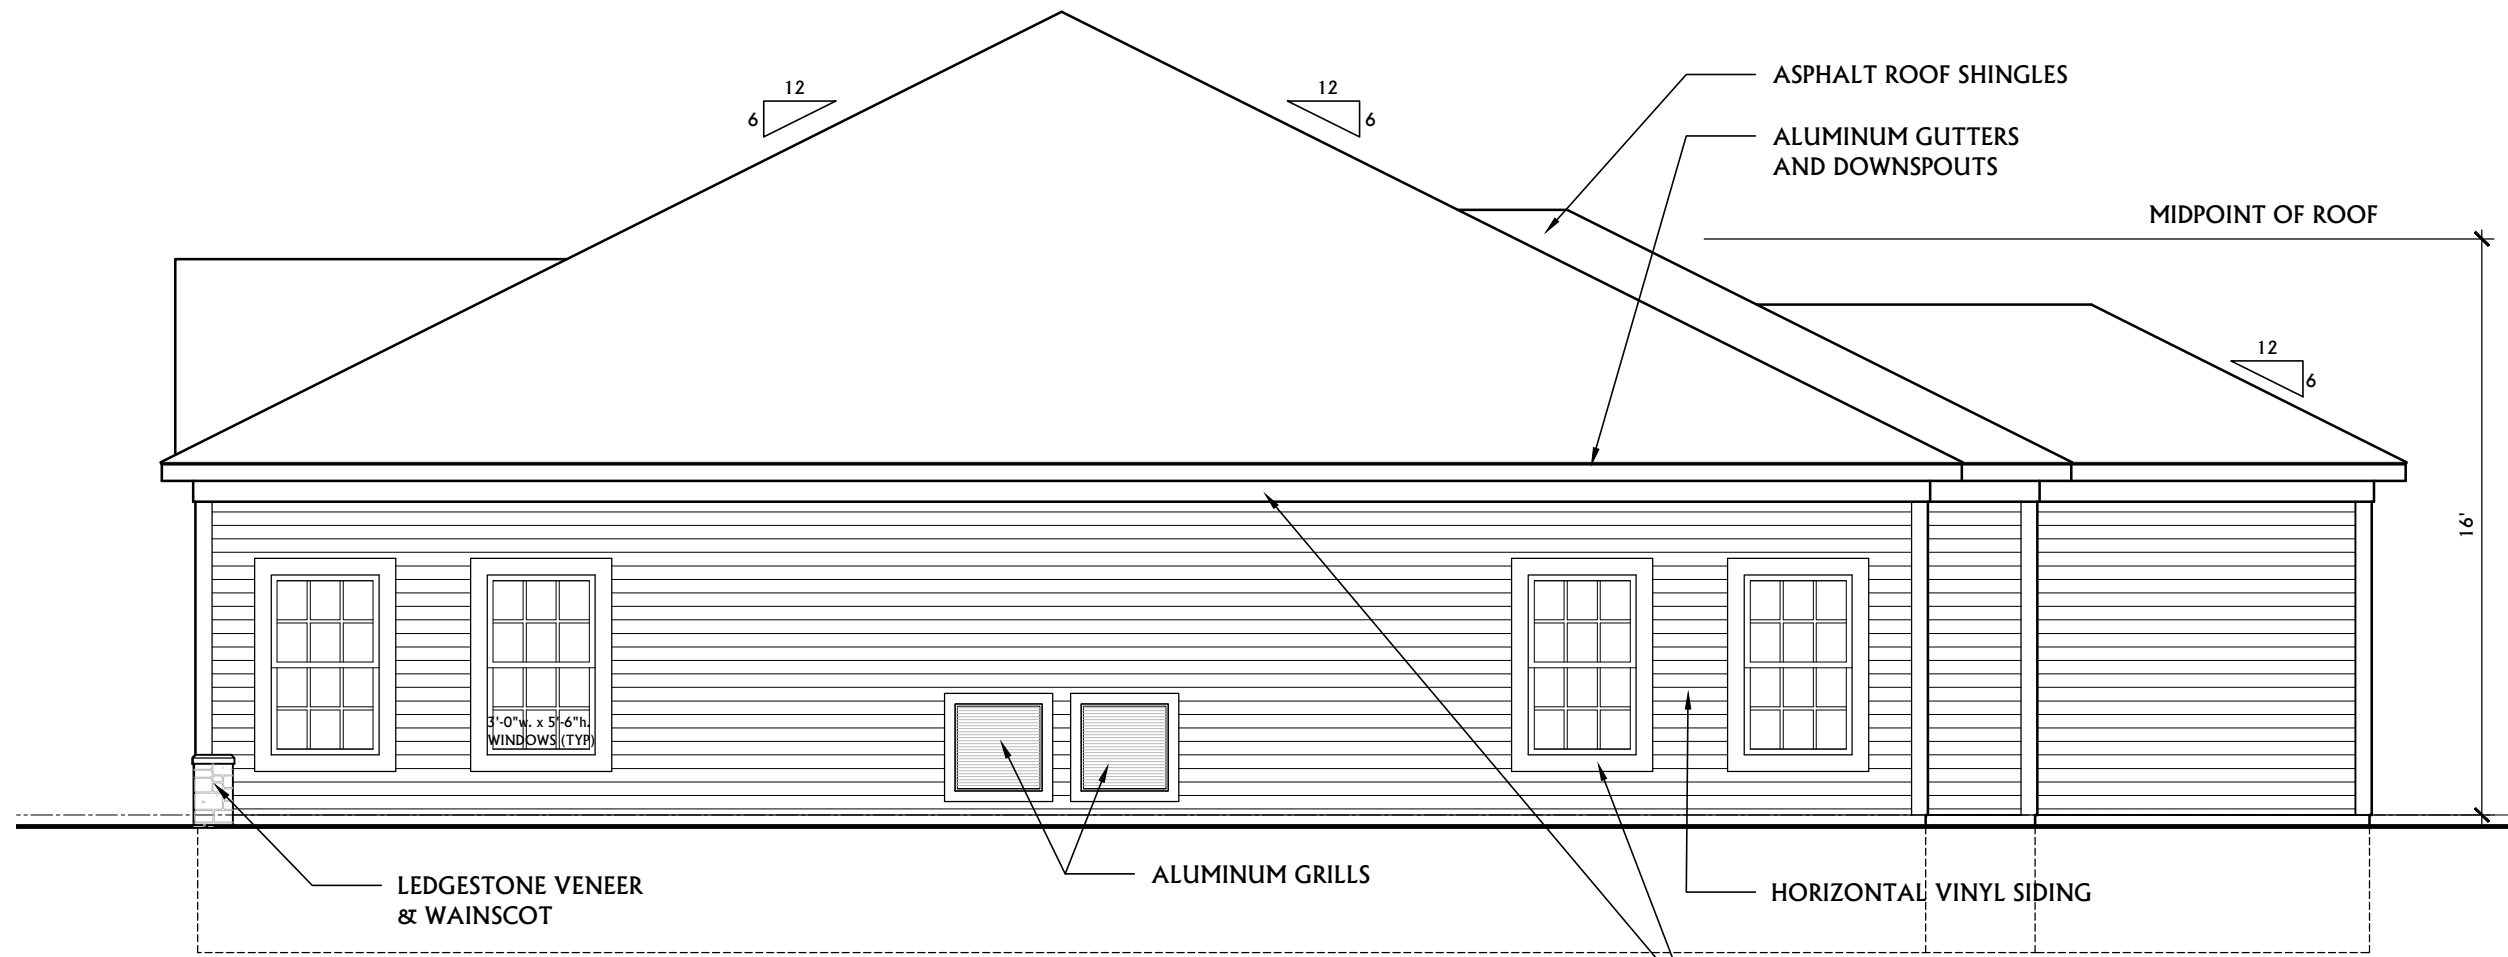 12
6
12
6
ASPHALT ROOF SHINGLES
ALUMINUM GUTTERS
AND DOWNSPOUTS
MIDPOINT OF ROOF
12
6
16'
3'-0"w. x 5'-6"h.
WINDOWS (TYP)
LEDGESTONE VENEER
& WAINSCOT
ALUMINUM GRILLS
HORIZONTAL VINYL SIDING